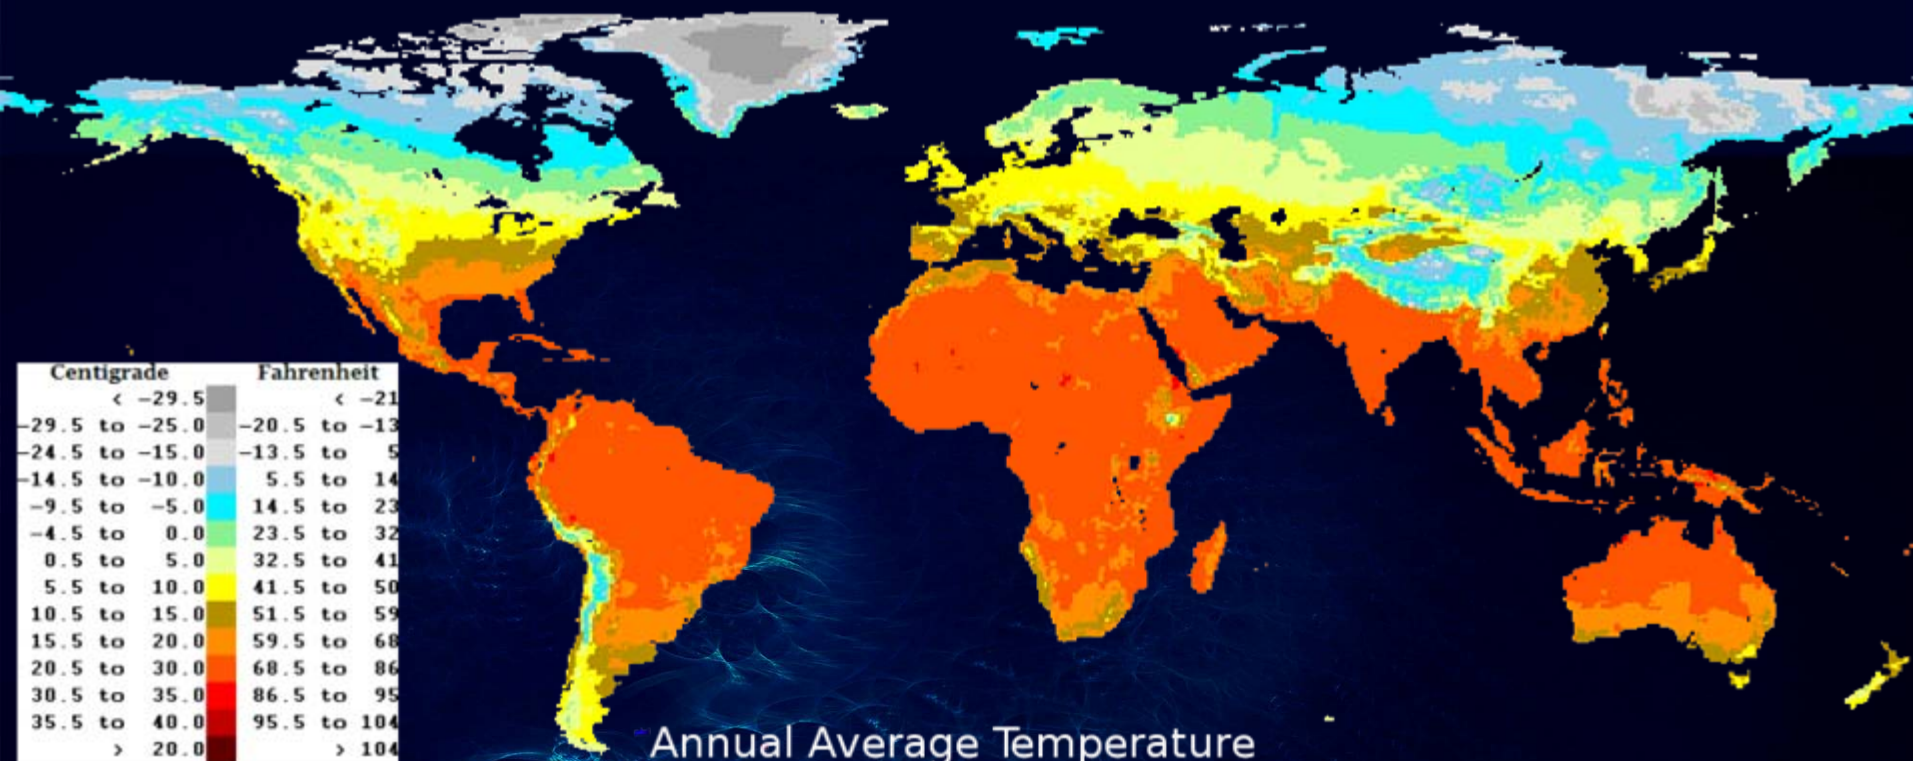 Centigrade Fahrenheit
< -29.5 < -21
-29.5 to -25.0 -20.5 to -13
-24.5 to -15.0 -13.5 to 5
-14.5 to -10.0 5.5 to 14
-9.5 to -5.0 14.5 to 23
-4.5 to 0.0 23.5 to 32
0.5 to 5.0 32.5 to 41
5.5 to 10.0 41.5 to 50
10.5 to 15.0 51.5 to 59
15.5 to 20.0 59.5 to 68
20.5 to 30.0 68.5 to 86
30.5 to 35.0 86.5 to 95
35.5 to 40.0 95.5 to 104
> 20.0 > 104
Annual Average Temperature